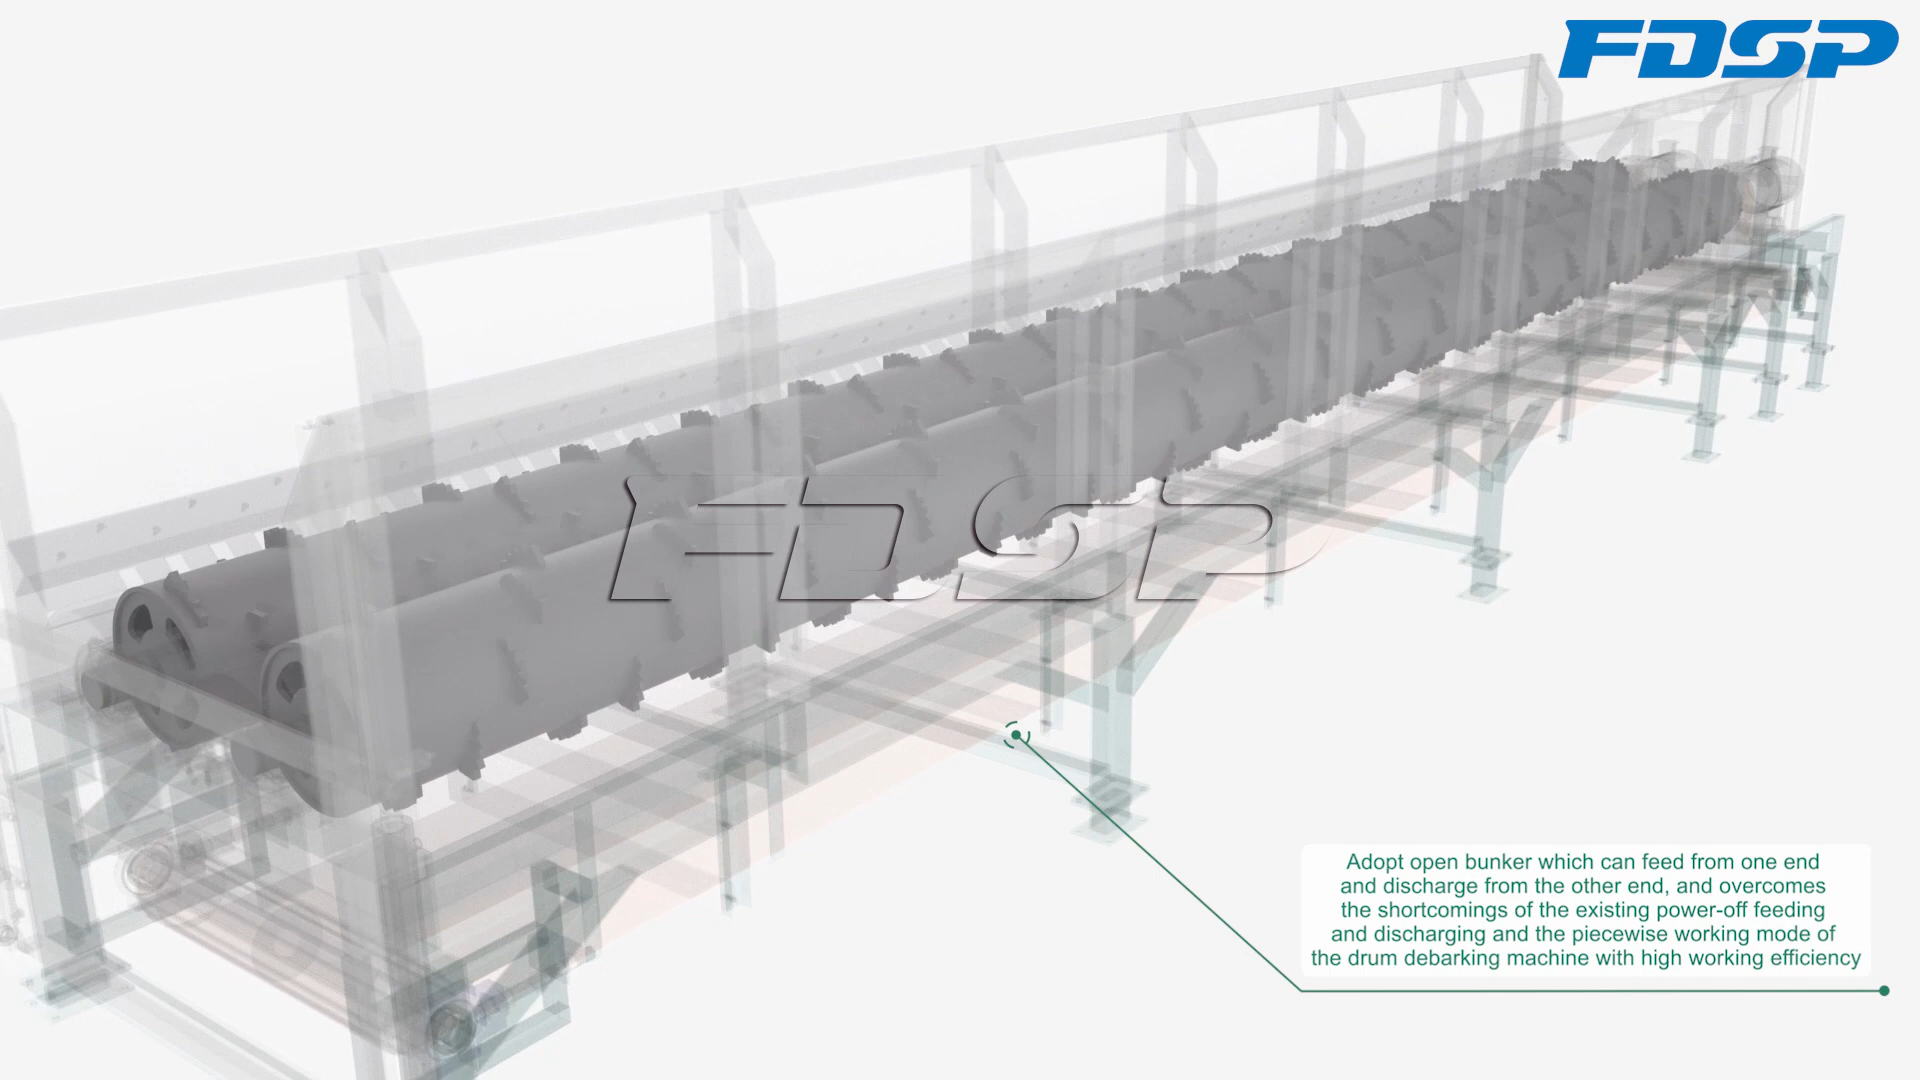 FDSP
FDSP
Adopt open bunker which can feed from one end
and discharge from the other end, and overcomes
the shortcomings of the existing power-off feeding
and discharging and the piecewise working mode of
the drum debarking machine with high working efficiency